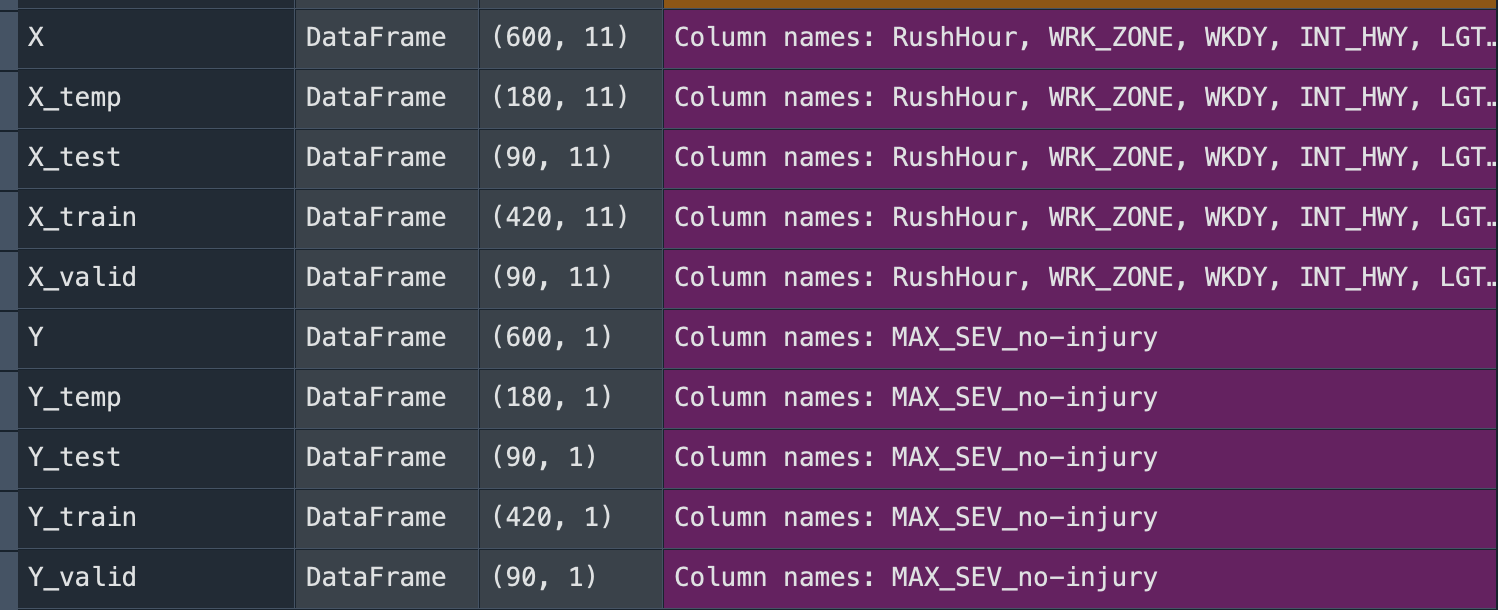 X DataFrame (600, 11) Column names: RushHour, WRK_ZONE, WKDY, INT_HWY, LGT…
X_temp DataFrame (180, 11) Column names: RushHour, WRK_ZONE, WKDY, INT_HWY, LGT…
X_test DataFrame (90, 11) Column names: RushHour, WRK_ZONE, WKDY, INT_HWY, LGT…
X_train DataFrame (420, 11) Column names: RushHour, WRK_ZONE, WKDY, INT_HWY, LGT…
X_valid DataFrame (90, 11) Column names: RushHour, WRK_ZONE, WKDY, INT_HWY, LGT…
Y DataFrame (600, 1) Column names: MAX_SEV_no-injury
Y_temp DataFrame (180, 1) Column names: MAX_SEV_no-injury
Y_test DataFrame (90, 1) Column names: MAX_SEV_no-injury
Y_train DataFrame (420, 1) Column names: MAX_SEV_no-injury
Y_valid DataFrame (90, 1) Column names: MAX_SEV_no-injury